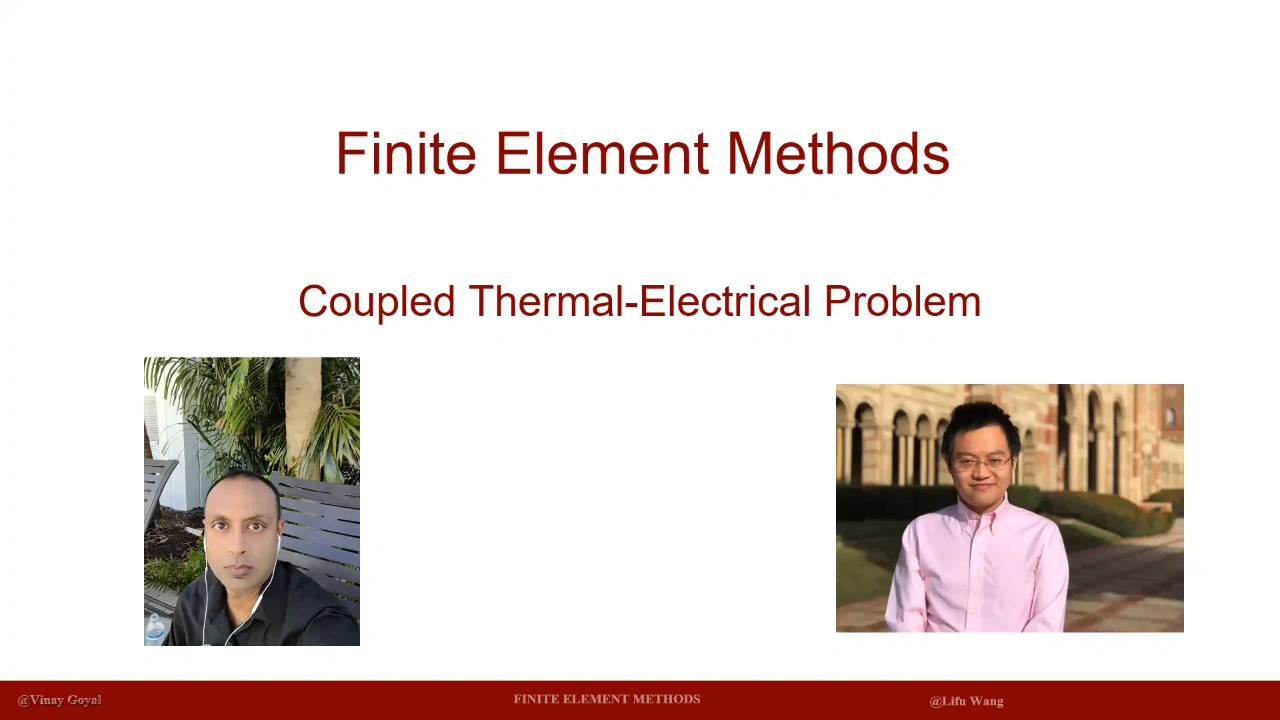 Finite Element Methods
Coupled Thermal-Electrical Problem
@Vinay Goyal
FINITE ELEMENT METHODS
@Lifu Wang